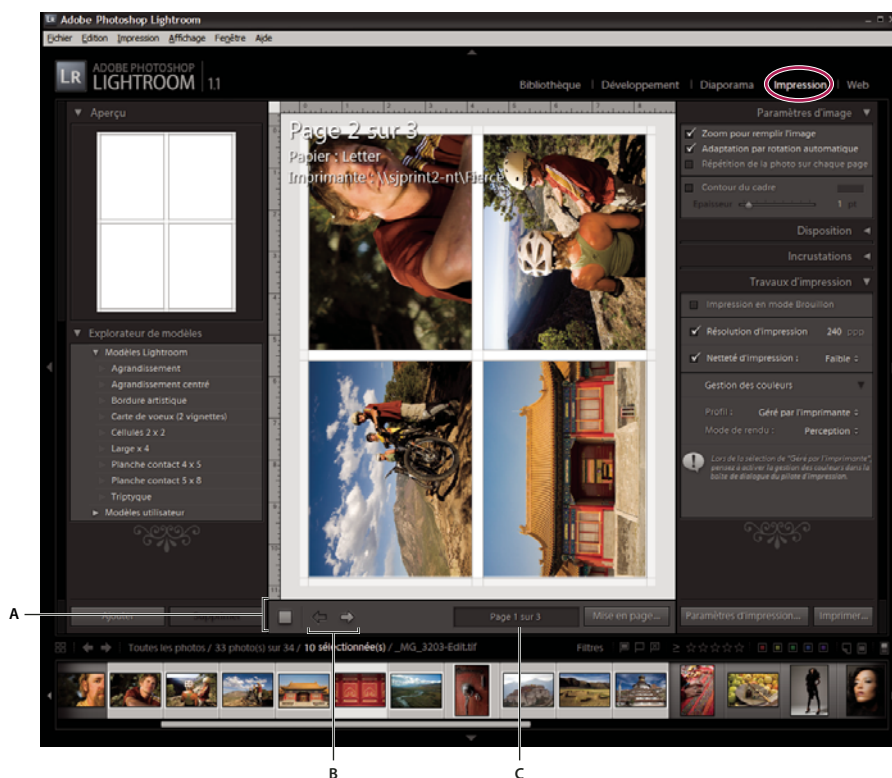 Adobe Photoshop Lightroom
Fichier Edition Impression Affichage Fenêtre Aide
ADOBE PHOTOSHOP
LIGHTROOM 1.1
LR
Bibliothèque | Développement | Diaporama | Impression | Web
Aperçu
Explorateur de modèles
Modèles Lightroom
Agrandissement
Agrandissement centré
Bordure artistique
Carte de voeux (2 vignettes)
Cellules 2 x 2
Large x 4
Planche contact 4 x 5
Planche contact 5 x 8
Triptyque
Modèles utilisateur
Ajouter
Page 2 sur 3
Papier : Letter
Imprimante : \\sjprint2-nt\Fierce
Page 1 sur 3
Mise en page...
Paramètres d'image
Zoom pour remplir l'image
Adaptation par rotation automatique
Répétition de la photo sur chaque page
Contour du cadre
Epaisseur 1 pt
Disposition
Incrustations
Travaux d'impression
Impression en mode Brouillon
Résolution d'impression 240 ppp
Netteté d'impression : Faible
Gestion des couleurs
Profil : Géré par l'imprimante
Mode de rendu : Perception
Lors de la sélection de "Géré par l'imprimante",
pensez à activer la gestion des couleurs dans la
boîte de dialogue du pilote d'impression.
Paramètres d'impression...
Imprimer...
Toutes les photos / 33 photo(s) sur 34 / 10 sélectionnée(s) / _MG_3203-Edit.tif
Filtres
A
B
C